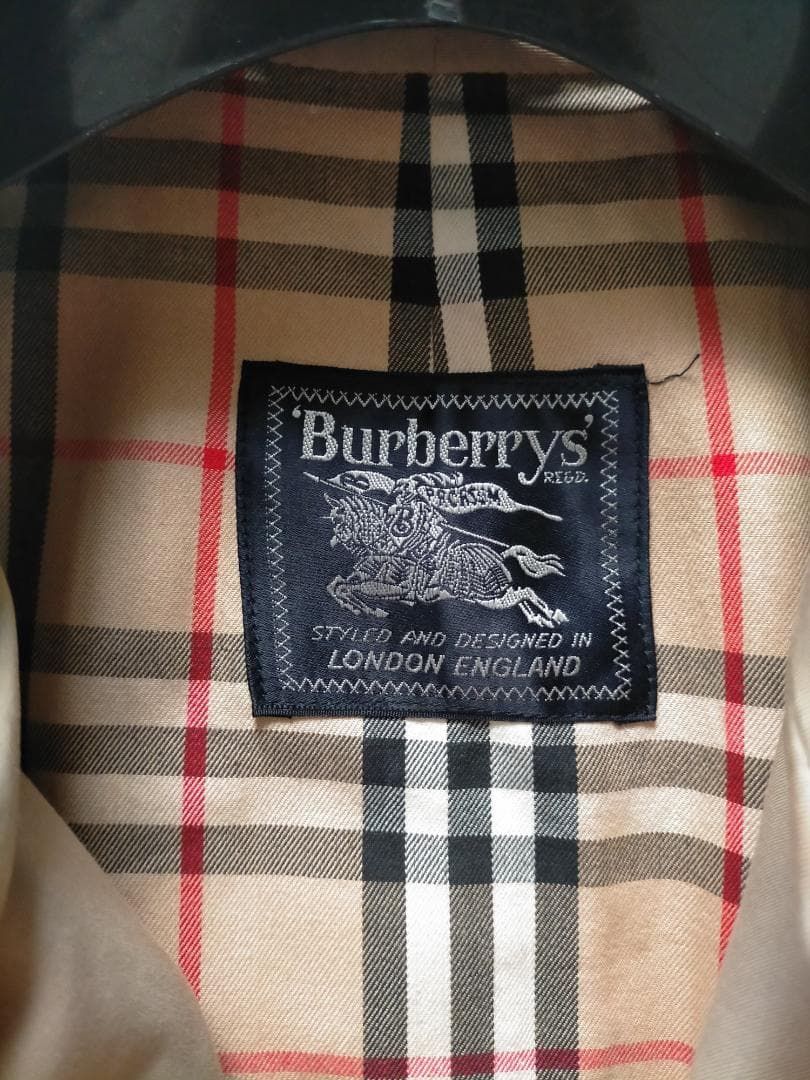 'Burberrys'
REGD.
PRORSUM
STYLED AND DESIGNED IN
LONDON ENGLAND